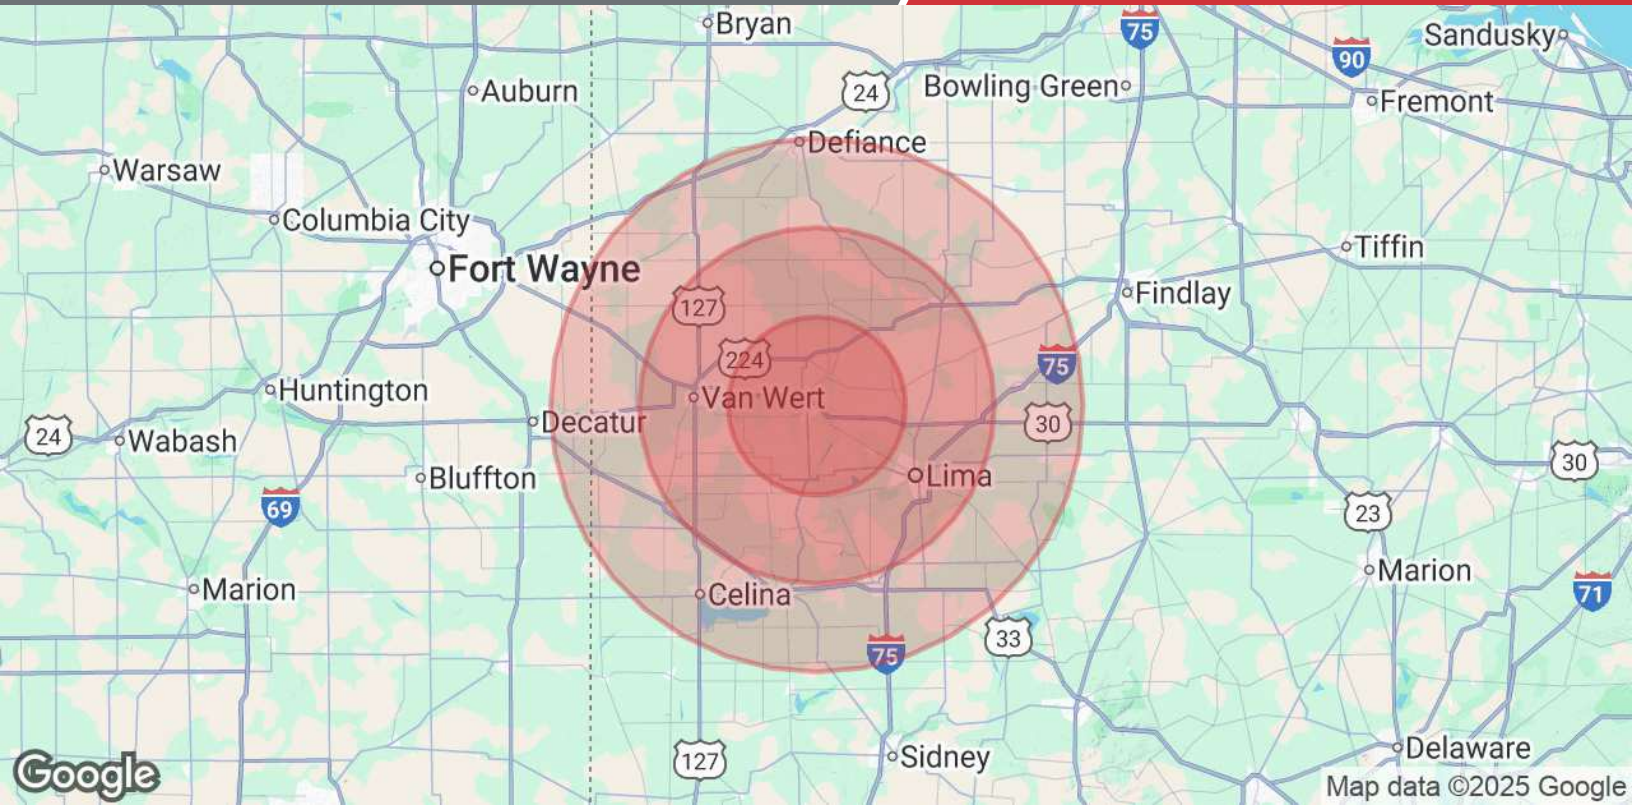 Bryan
75
Sandusky
90
Auburn
24
Bowling Green
Fremont
Defiance
Warsaw
Columbia City
Tiffin
Fort Wayne
Findlay
127
224
75
Huntington
Van Wert
Decatur
30
24
Wabash
30
Bluffton
Lima
69
23
Marion
Marion
71
Celina
33
75
Delaware
127
Sidney
Google
Map data ©2025 Google